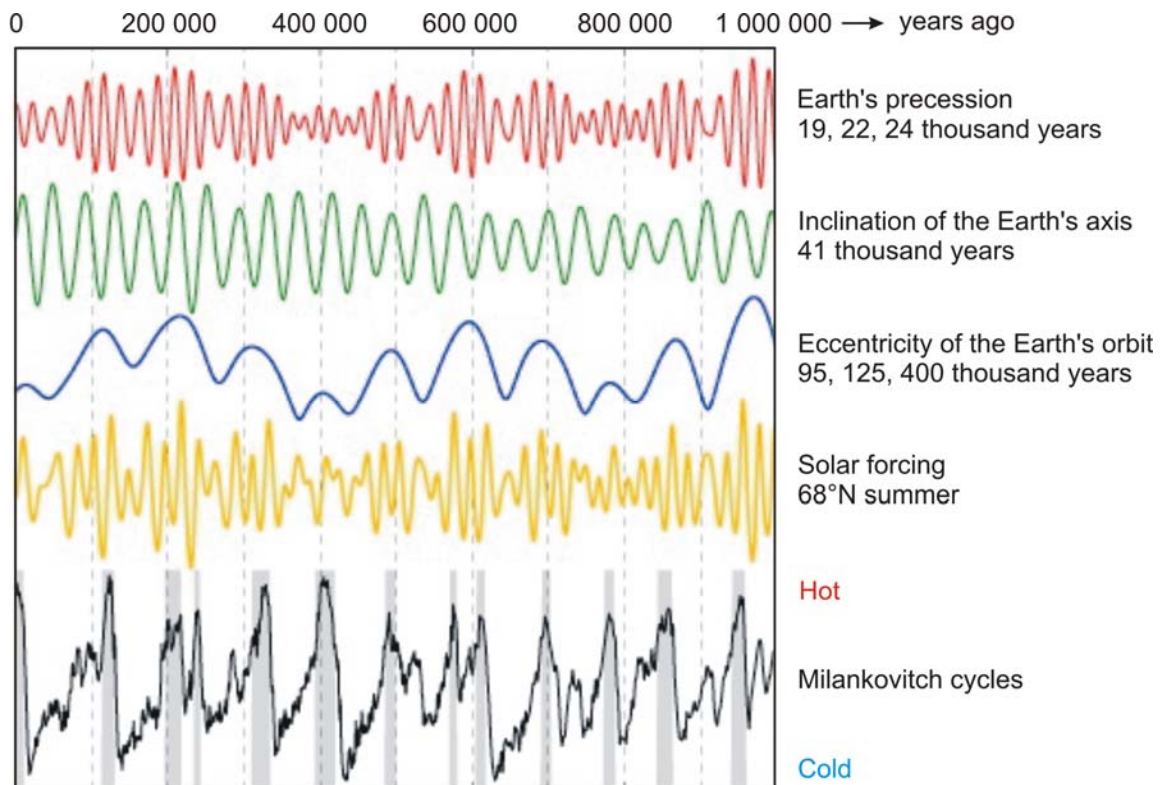 0 200 000 400 000 600 000 800 000 1 000 000 years ago
Earth's precession
19, 22, 24 thousand years
Inclination of the Earth's axis
41 thousand years
Eccentricity of the Earth's orbit
95, 125, 400 thousand years
Solar forcing
68°N summer
Hot
Milankovitch cycles
Cold